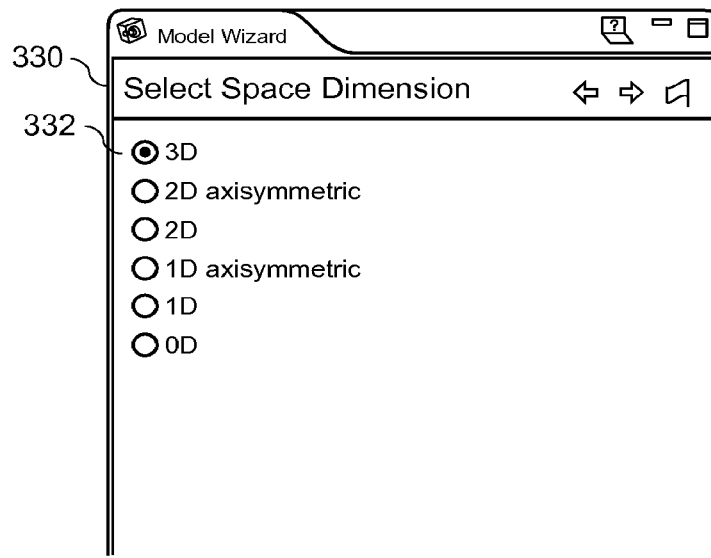 Model Wizard
?
330
Select Space Dimension
332
3D
2D axisymmetric
2D
1D axisymmetric
1D
0D